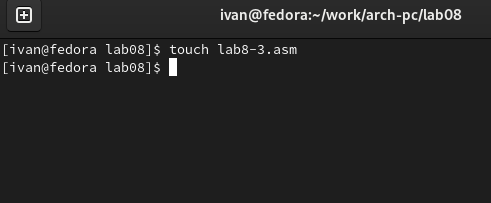 ivan@fedora:~/work/arch-pc/lab08
[ivan@fedora lab08]$ touch lab8-3.asm
[ivan@fedora lab08]$